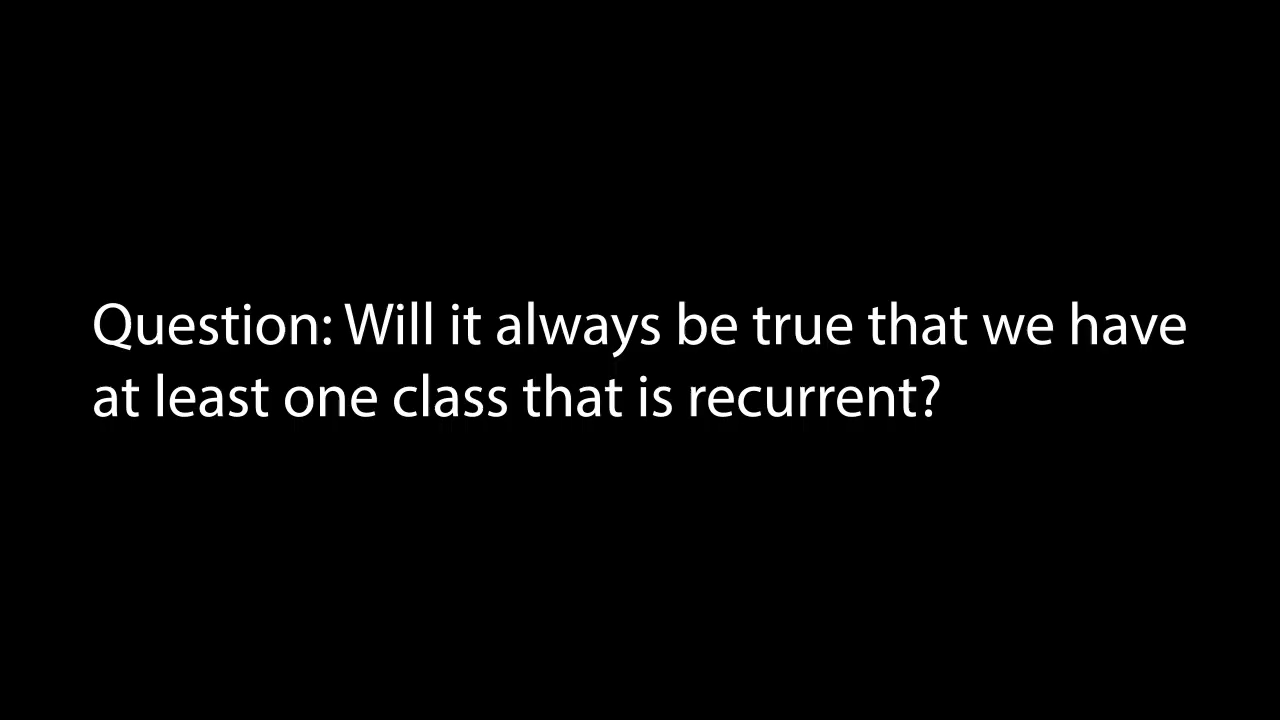 Question: Will it always be true that we have
at least one class that is recurrent?